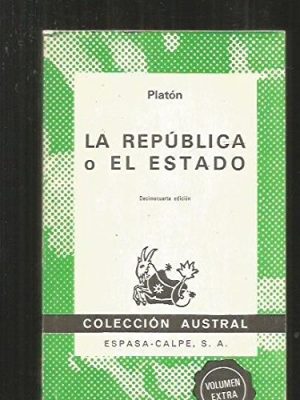 Platón
LA REPÚBLICA
o EL ESTADO
Decimocuarta edición
COLECCIÓN AUSTRAL
ESPASA-CALPE, S. A.
VOLUMEN
EXTRA